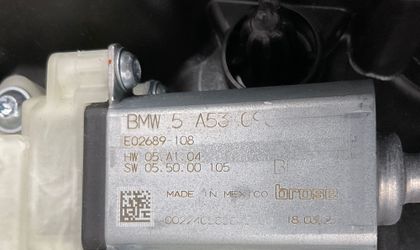 BMW 5 A53
E02689-108
HW 05.A1.04
SW 05.50.00 105
MADE IN MEXICO brose